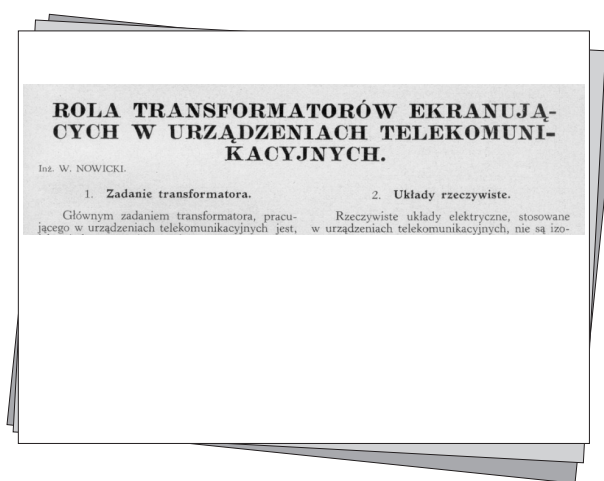 ROLA TRANSFORMATORÓW EKRANUJĄ-
CYCH W URZĄDZENIACH TELEKOMUNI-
KACYJNYCH.
Inż. W. NOWICKI.
1. Zadanie transformatora.
Głównym zadaniem transformatora, pracu-
jącego w urządzeniach telekomunikacyjnych jest,
2. Układy rzeczywiste.
Rzeczywiste układy elektryczne, stosowane
w urządzeniach telekomunikacyjnych, nie są izo-